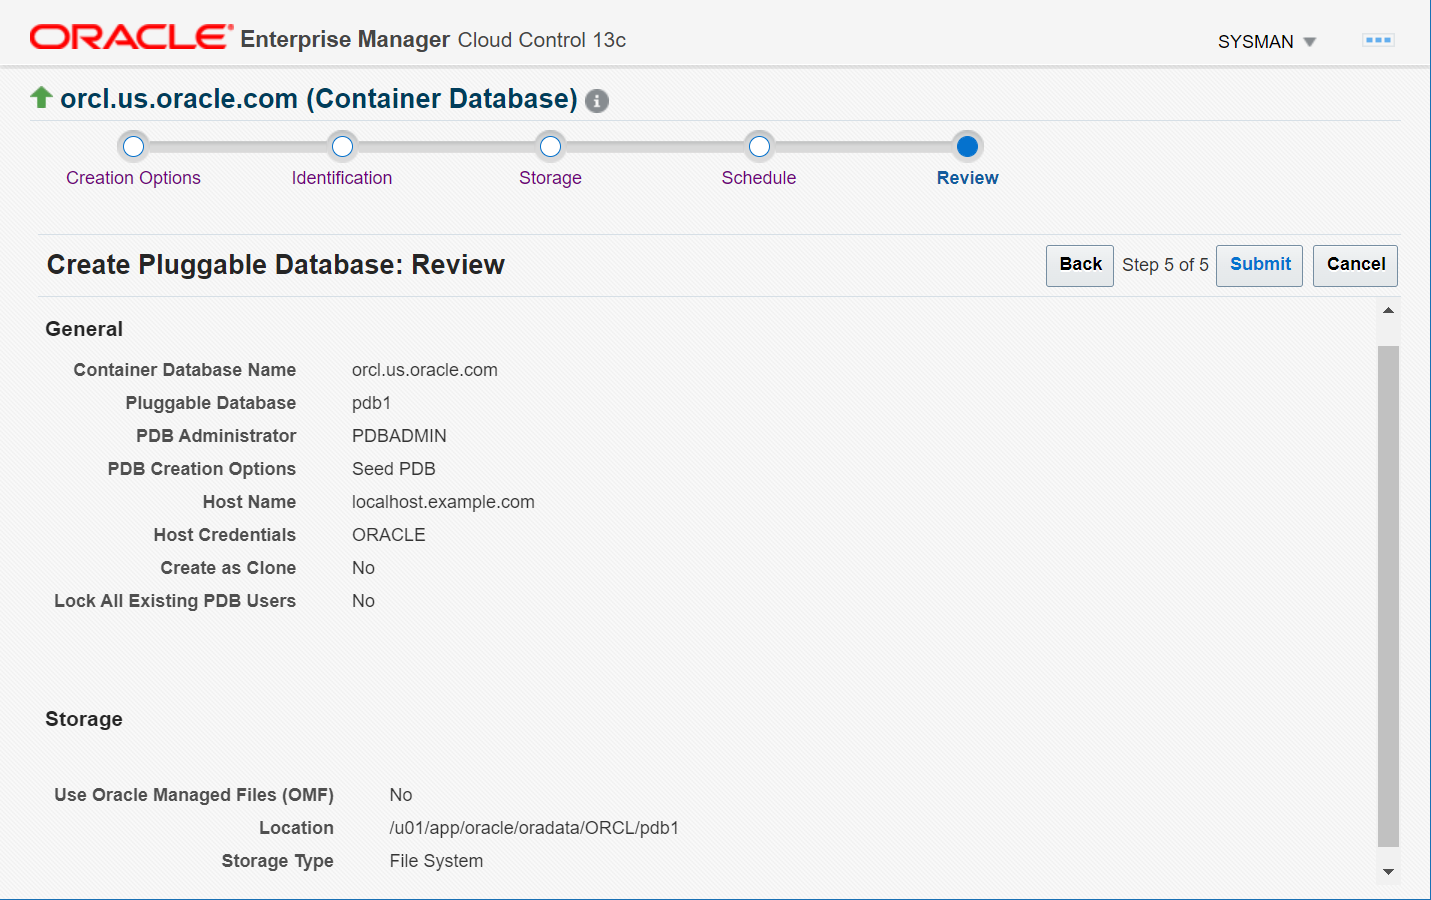 ORACLE Enterprise Manager Cloud Control 13c
SYSMAN
orcl.us.oracle.com (Container Database)
Creation Options
Identification
Storage
Schedule
Review
Create Pluggable Database: Review
Back Step 5 of 5 Submit Cancel
General
Container Database Name orcl.us.oracle.com
Pluggable Database pdb1
PDB Administrator PDBADMIN
PDB Creation Options Seed PDB
Host Name localhost.example.com
Host Credentials ORACLE
Create as Clone No
Lock All Existing PDB Users No
Storage
Use Oracle Managed Files (OMF) No
Location /u01/app/oracle/oradata/ORCL/pdb1
Storage Type File System